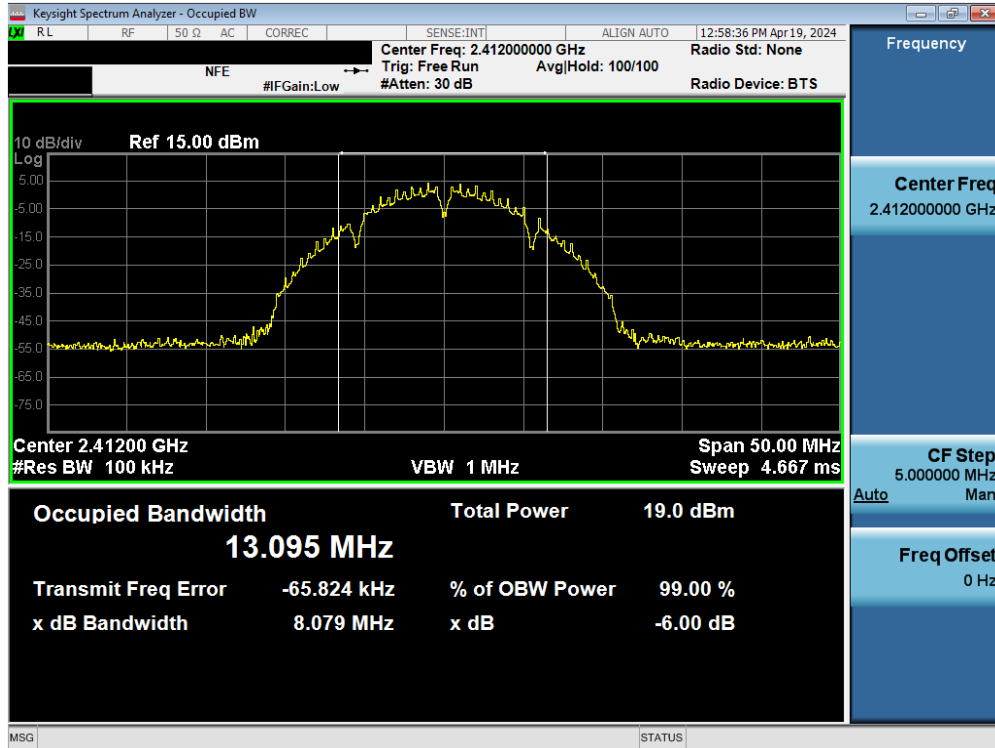 Keysight Spectrum Analyzer - Occupied BW
LXI RL RF 50 Ω AC CORREC SENSE:INT ALIGN AUTO 12:58:36 PM Apr 19, 2024
Center Freq: 2.412000000 GHz Radio Std: None
NFE Trig: Free Run Avg|Hold: 100/100
#IFGain:Low #Atten: 30 dB Radio Device: BTS
Frequency
10 dB/div Ref 15.00 dBm
Log
5.00
-5.00
-15.0
-25.0
-35.0
-45.0
-55.0
-65.0
-75.0
Center 2.41200 GHz Span 50.00 MHz
#Res BW 100 kHz VBW 1 MHz Sweep 4.667 ms
Center Freq
2.412000000 GHz
CF Step
5.000000 MHz
Auto Man
Freq Offset
0 Hz
Occupied Bandwidth Total Power 19.0 dBm
13.095 MHz
Transmit Freq Error -65.824 kHz % of OBW Power 99.00 %
x dB Bandwidth 8.079 MHz x dB -6.00 dB
MSG STATUS